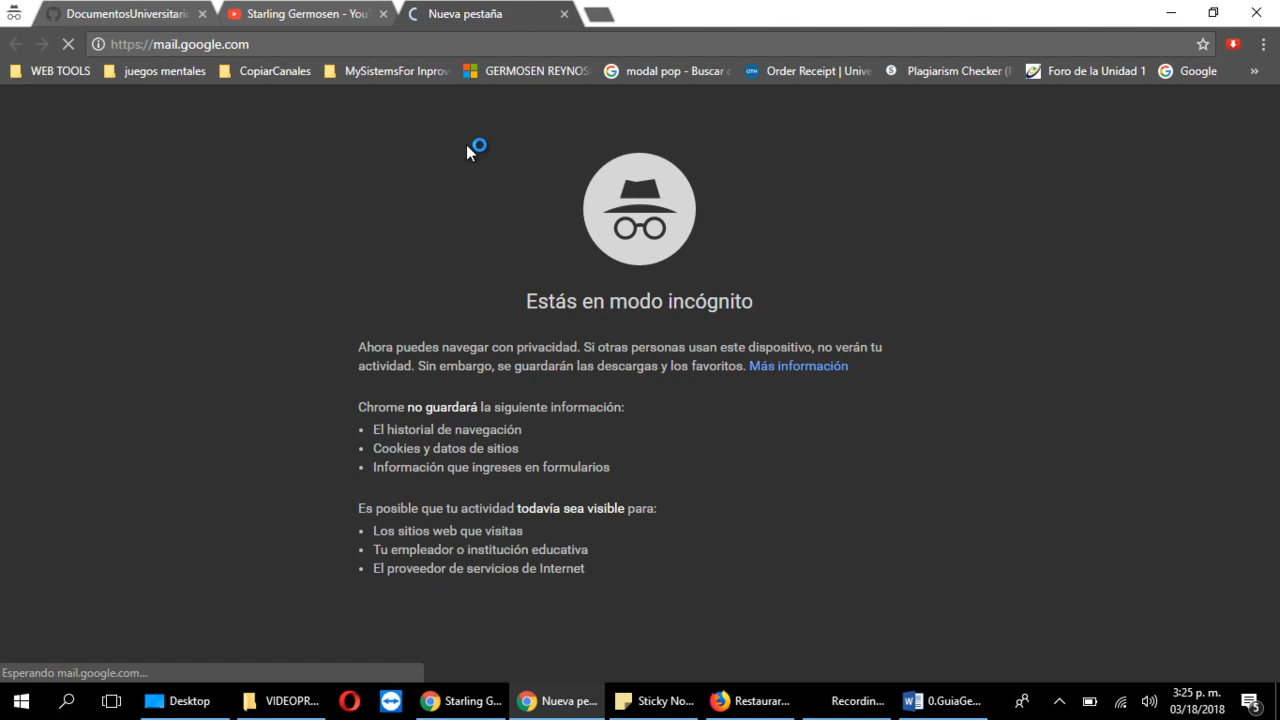 DocumentosUniversitario
Starling Germosen - YouT
Nueva pestaña
https://mail.google.com
WEB TOOLS
juegos mentales
CopiarCanales
MySistemsFor Inprov
GERMOSEN REYNOS
modal pop - Buscar c
Order Receipt | Unive
Plagiarism Checker (
Foro de la Unidad 1
Google
»
Estás en modo incógnito
Ahora puedes navegar con privacidad. Si otras personas usan este dispositivo, no verán tu
actividad. Sin embargo, se guardarán las descargas y los favoritos. Más información
Chrome no guardará la siguiente información:
• El historial de navegación
• Cookies y datos de sitios
• Información que ingreses en formularios
Es posible que tu actividad todavía sea visible para:
• Los sitios web que visitas
• Tu empleador o institución educativa
• El proveedor de servicios de Internet
Esperando mail.google.com...
Desktop
VIDEOPR...
Starling G...
Nueva pe...
Sticky No...
Restaurar...
Recordin...
0.GuiaGe...
3:25 p. m.
03/18/2018
5